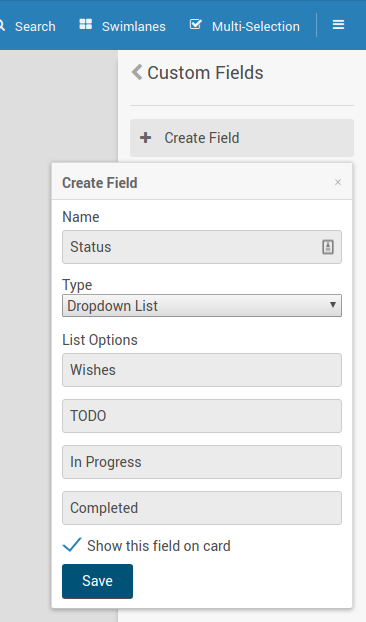 Search Swimlanes Multi-Selection
Custom Fields
Create Field
Create Field
Name
Status
Type
Dropdown List
List Options
Wishes
TODO
In Progress
Completed
Show this field on card
Save